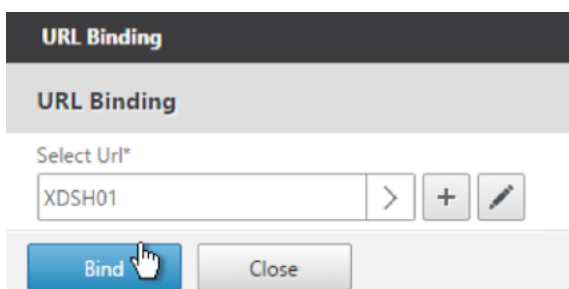 URL Binding
URL Binding
Select Url*
XDSH01
Bind Close